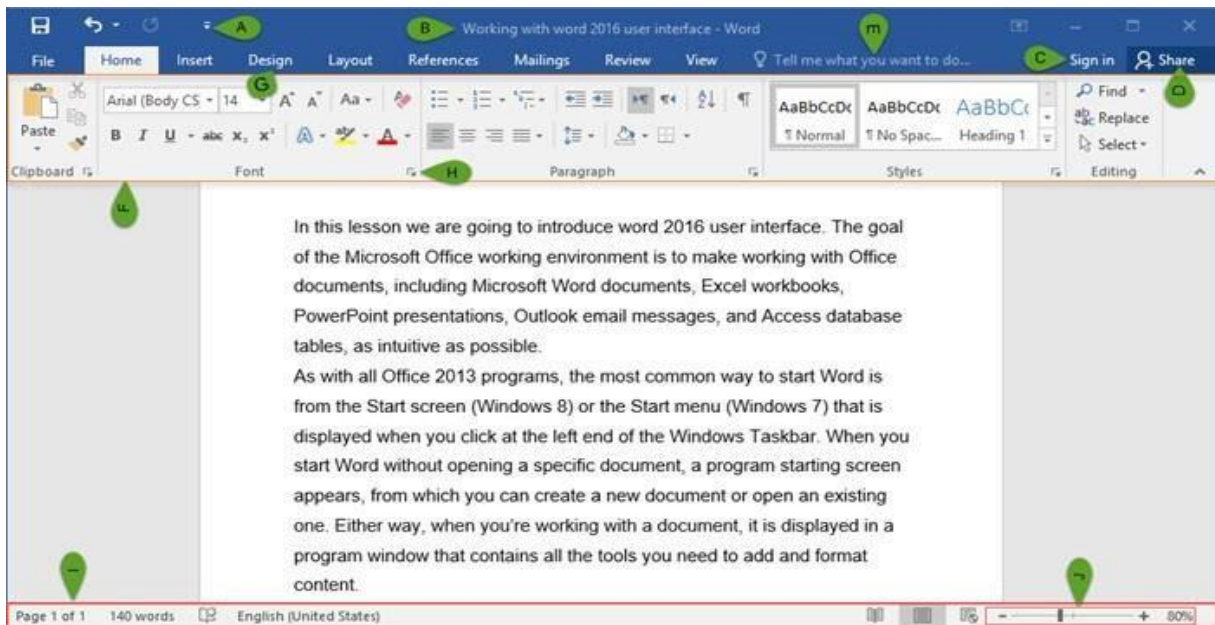 A
B Working with word 2016 user interface - Word
E
File Home Insert Design Layout References Mailings Review View Tell me what you want to do... C Sign in Share
G
D
Arial (Body CS 14 A A Aa
Paste
B I U abc x, x² A aby A
AaBbCcDc AaBbCcDc AaBbCc
¶ Normal ¶ No Spac... Heading 1
Find
Replace
Select
Clipboard Font H Paragraph Styles Editing
F
In this lesson we are going to introduce word 2016 user interface. The goal
of the Microsoft Office working environment is to make working with Office
documents, including Microsoft Word documents, Excel workbooks,
PowerPoint presentations, Outlook email messages, and Access database
tables, as intuitive as possible.
As with all Office 2013 programs, the most common way to start Word is
from the Start screen (Windows 8) or the Start menu (Windows 7) that is
displayed when you click at the left end of the Windows Taskbar. When you
start Word without opening a specific document, a program starting screen
appears, from which you can create a new document or open an existing
one. Either way, when you're working with a document, it is displayed in a
program window that contains all the tools you need to add and format
content.
I
J
Page 1 of 1 140 words English (United States) - + 80%